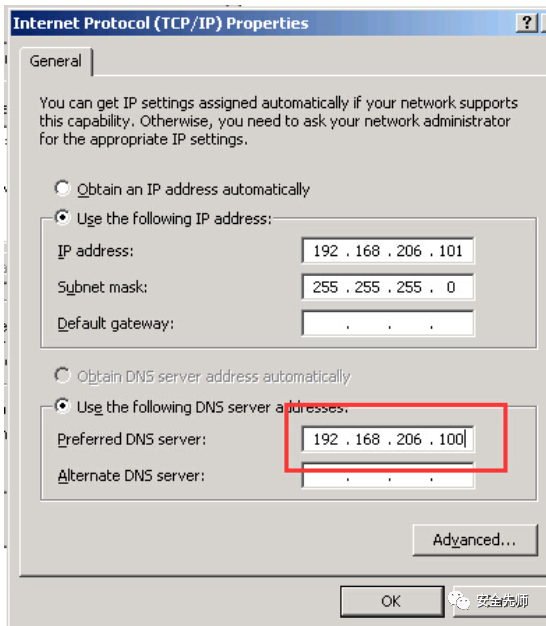 Internet Protocol (TCP/IP) Properties
?
General
You can get IP settings assigned automatically if your network supports
this capability. Otherwise, you need to ask your network administrator
for the appropriate IP settings.
Obtain an IP address automatically
Use the following IP address:
IP address: 192 . 168 . 206 . 101
Subnet mask: 255 . 255 . 255 . 0
Default gateway: . . .
Obtain DNS server address automatically
Use the following DNS server addresses:
Preferred DNS server: 192 . 168 . 206 . 100
Alternate DNS server: . . .
Advanced...
OK
安全先师